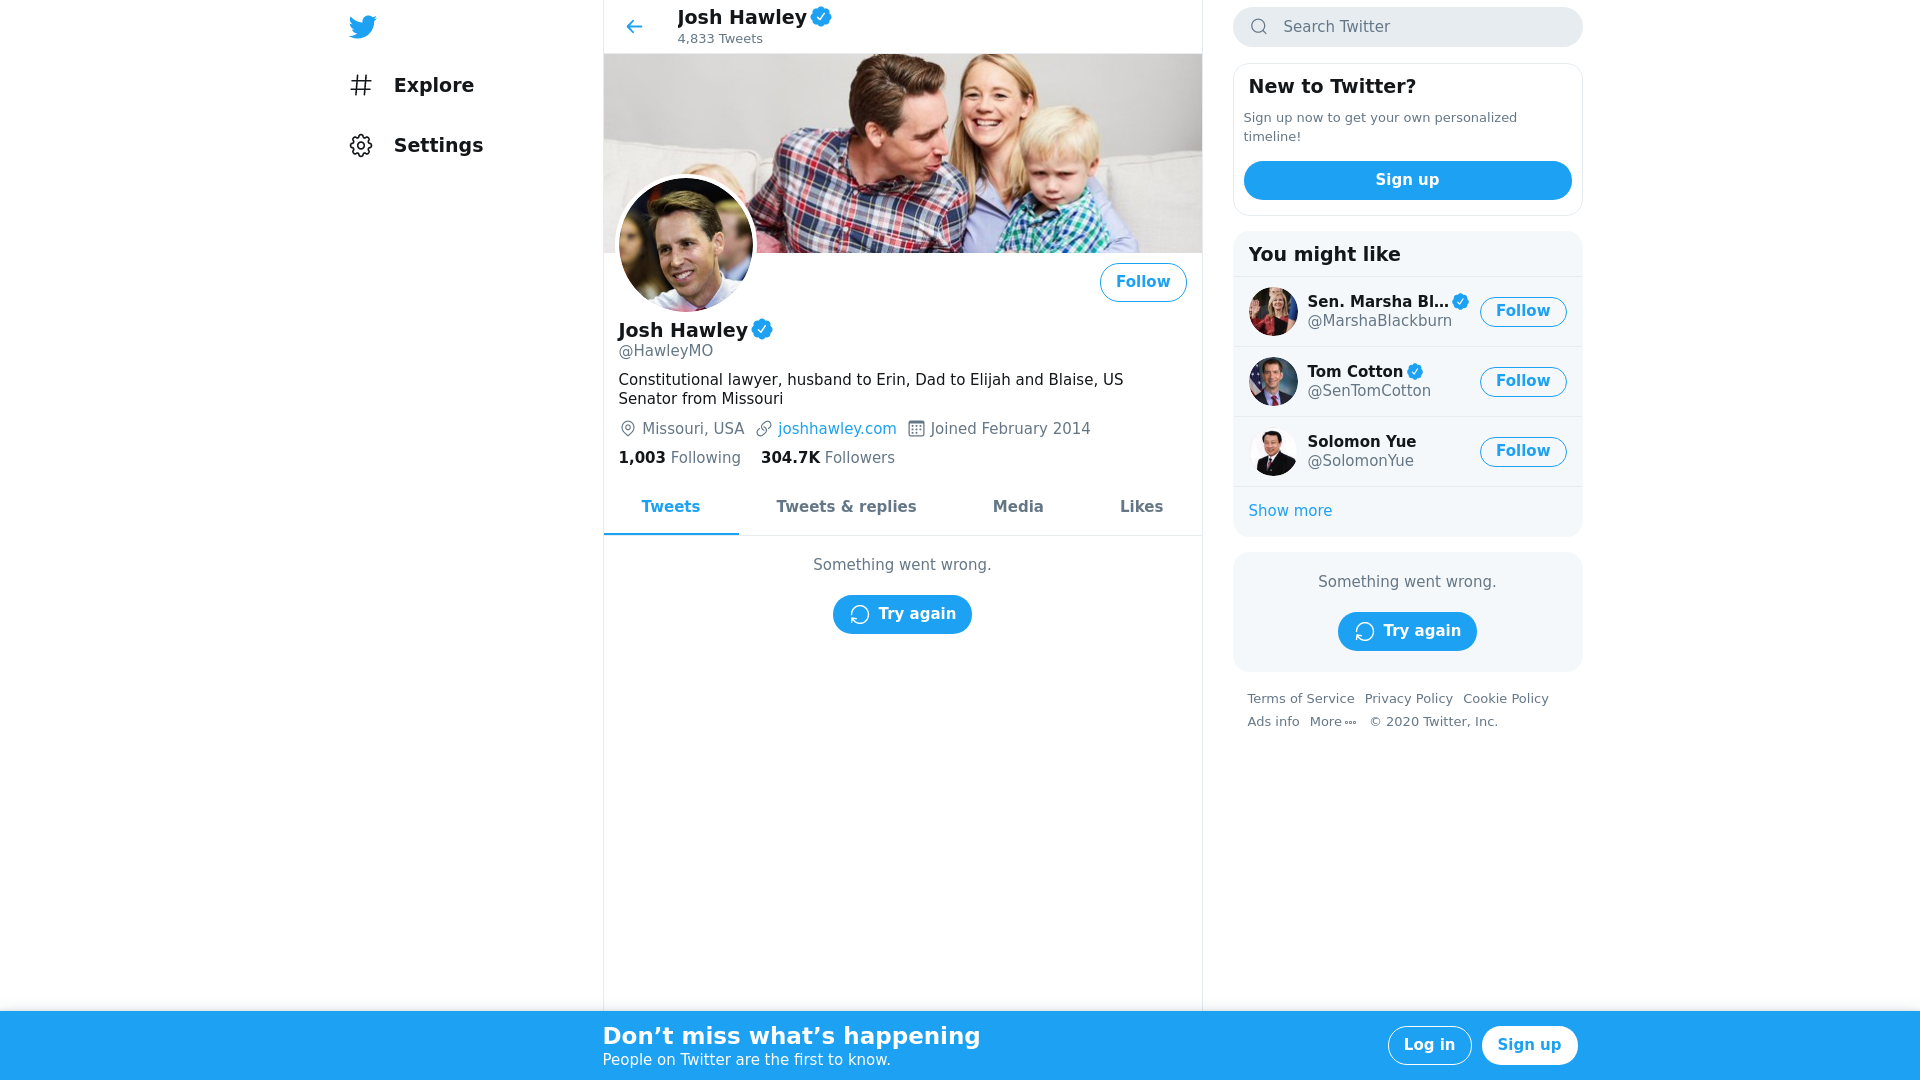 Explore
Settings
Josh Hawley
4,833 Tweets
Follow
Josh Hawley
@HawleyMO
Constitutional lawyer, husband to Erin, Dad to Elijah and Blaise, US
Senator from Missouri
Missouri, USA joshhawley.com Joined February 2014
1,003 Following 304.7K Followers
Tweets Tweets & replies Media Likes
Something went wrong.
Try again
Search Twitter
New to Twitter?
Sign up now to get your own personalized
timeline!
Sign up
You might like
Sen. Marsha Bl...
@MarshaBlackburn
Follow
Tom Cotton
@SenTomCotton
Follow
Solomon Yue
@SolomonYue
Follow
Show more
Something went wrong.
Try again
Terms of Service Privacy Policy Cookie Policy
Ads info More © 2020 Twitter, Inc.
Don’t miss what’s happening
People on Twitter are the first to know.
Log in
Sign up